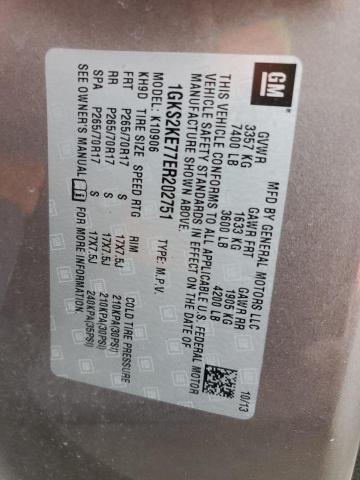 GM
MFD BY GENERAL MOTORS LLC 10/13
GVWR GAWR FRT GAWR RR
3357 KG 1633 KG 1905 KG
7400 LB 3600 LB 4200 LB
THIS VEHICLE CONFORMS TO ALL APPLICABLE U.S. FEDERAL MOTOR
VEHICLE SAFETY STANDARDS IN EFFECT ON THE DATE OF
MANUFACTURE SHOWN ABOVE.
1GKS2KE77ER202751 TYPE: M.P.V.
MODEL: K10906
KH9D TIRE SIZE SPEED RTG RIM COLD TIRE PRESSURE
FRT P265/70R17 S 17X7.5J 210KPA(30PSI)
RR P265/70R17 S 17X7.5J 210KPA(30PSI)
SPA P265/70R17 S 17X7.5J 240KPA(35PSI)
SEE OWNER'S MANUAL FOR MORE INFORMATION.